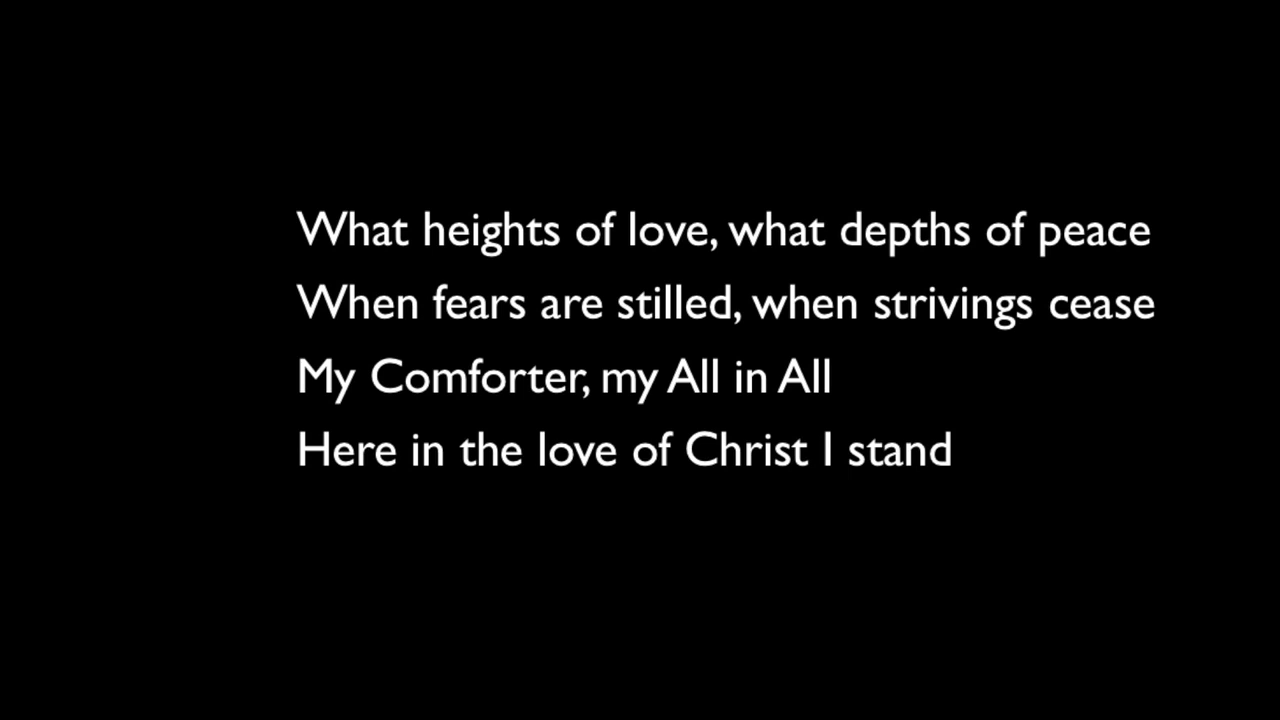 What heights of love, what depths of peace
When fears are stilled, when strivings cease
My Comforter, my All in All
Here in the love of Christ I stand